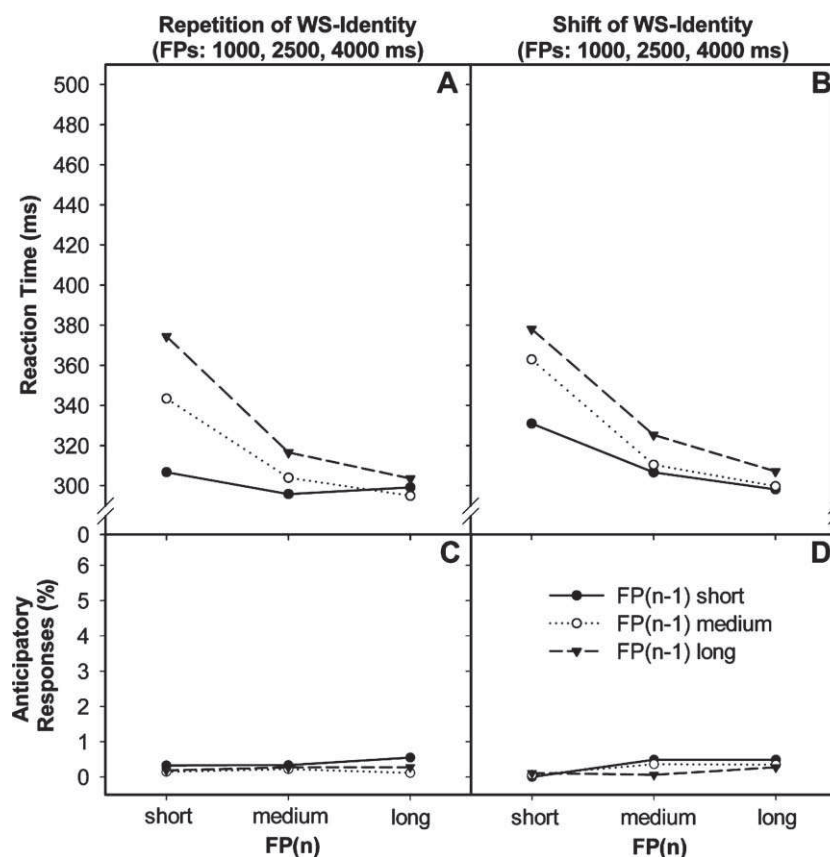 Repetition of WS-Identity
(FPs: 1000, 2500, 4000 ms)
Shift of WS-Identity
(FPs: 1000, 2500, 4000 ms)
A
B
500
480
460
440
420
400
380
360
340
320
300
0
Reaction Time (ms)
C
D
6
5
4
3
2
1
0
Anticipatory
Responses (%)
FP(n-1) short
FP(n-1) medium
FP(n-1) long
short
medium
long
short
medium
long
FP(n)
FP(n)